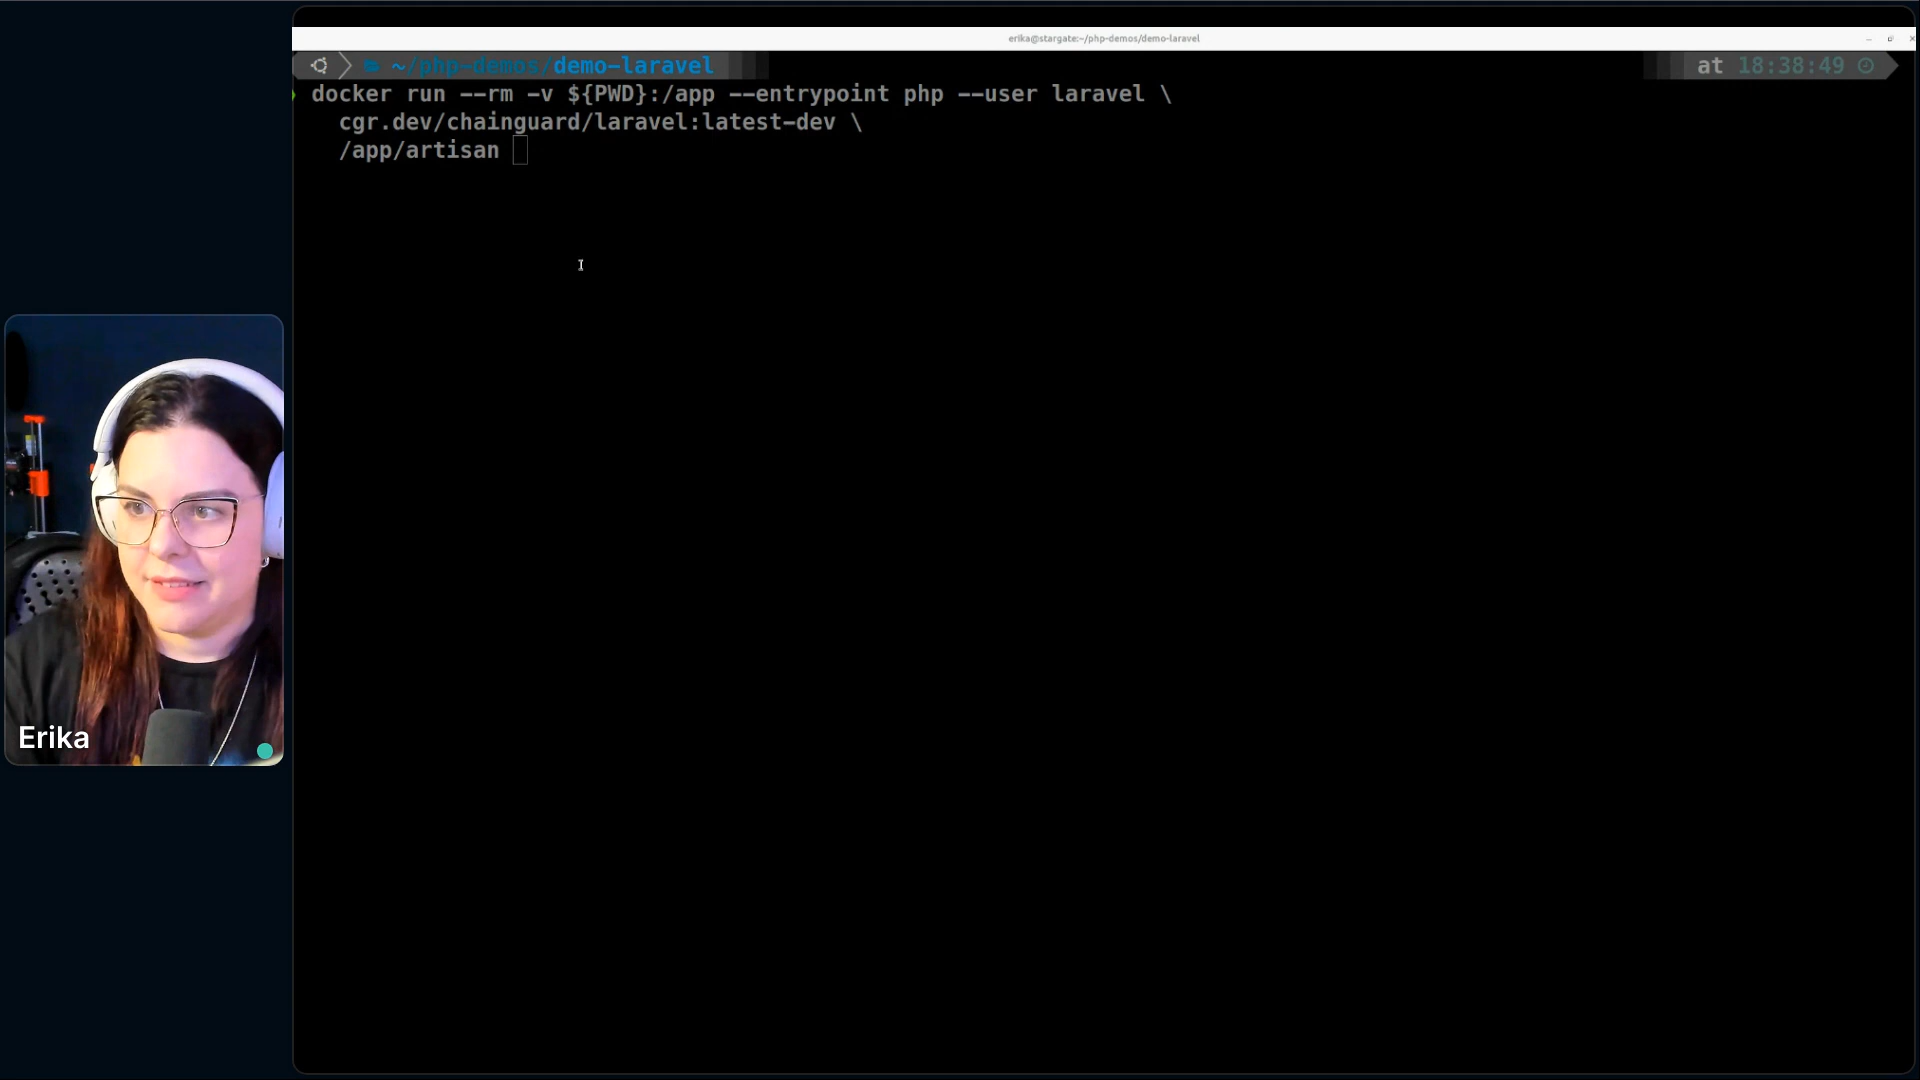 erika@stargate:~/php-demos/demo-laravel
~/php-demos/demo-laravel
at 18:38:49
docker run --rm -v ${PWD}:/app --entrypoint php --user laravel \
cgr.dev/chainguard/laravel:latest-dev \
/app/artisan
Erika